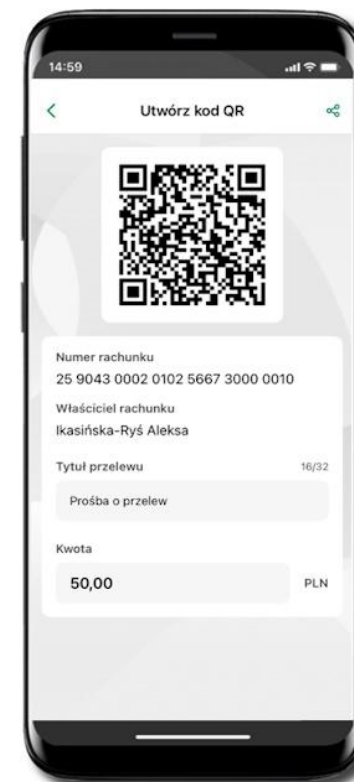 14:59
Utwórz kod QR
Numer rachunku
25 9043 0002 0102 5667 3000 0010
Właściciel rachunku
Ikasińska-Ryś Aleksa
Tytuł przelewu 16/32
Prośba o przelew
Kwota
50,00 PLN